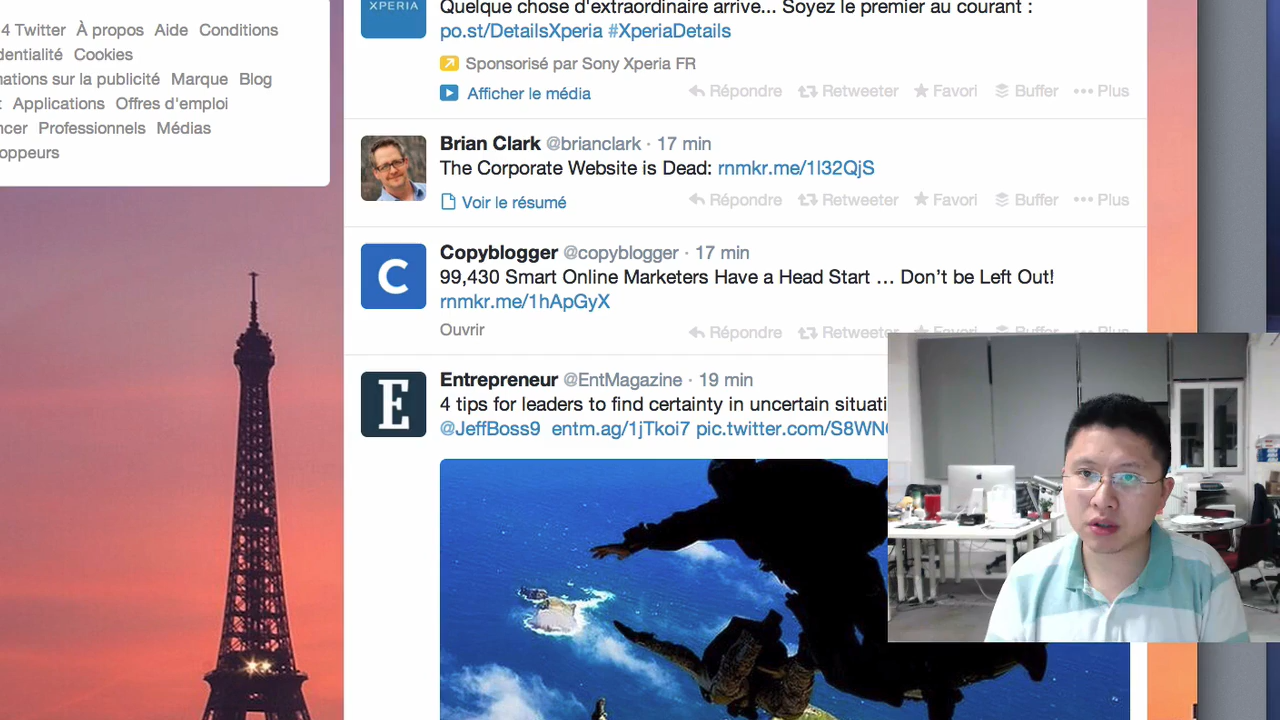 4 Twitter À propos Aide Conditions
Cookies
sur la publicité Marque Blog
Applications Offres d'emploi
Professionnels Médias
XPERIA
Quelque chose d'extraordinaire arrive... Soyez le premier au courant :
po.st/DetailsXperia #XperiaDetails
Sponsorisé par Sony Xperia FR
Afficher le média Répondre Retweeter Favori Buffer Plus
Brian Clark @brianclark · 17 min
The Corporate Website is Dead: rnmkr.me/1l32QjS
Voir le résumé Répondre Retweeter Favori Buffer Plus
Copyblogger @copyblogger · 17 min
C
99,430 Smart Online Marketers Have a Head Start … Don’t be Left Out!
rnmkr.me/1hApGyX
Ouvrir Répondre Retweeter Favori Buffer Plus
Entrepreneur @EntMagazine · 19 min
E
4 tips for leaders to find certainty in uncertain
@JeffBoss9 entm.ag/1jTkoi7